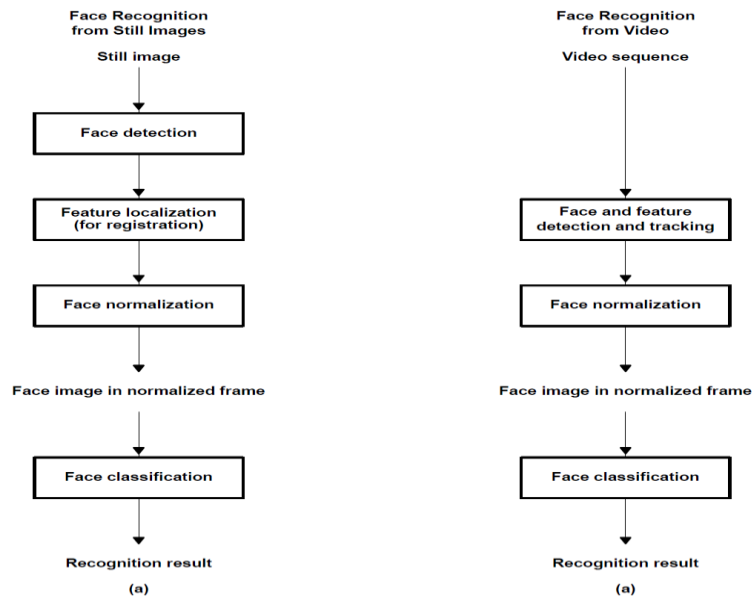 Face Recognition
from Still Images
Still image
Face detection
Feature localization
(for registration)
Face normalization
Face image in normalized frame
Face classification
Recognition result
(a)
Face Recognition
from Video
Video sequence
Face and feature
detection and tracking
Face normalization
Face image in normalized frame
Face classification
Recognition result
(a)